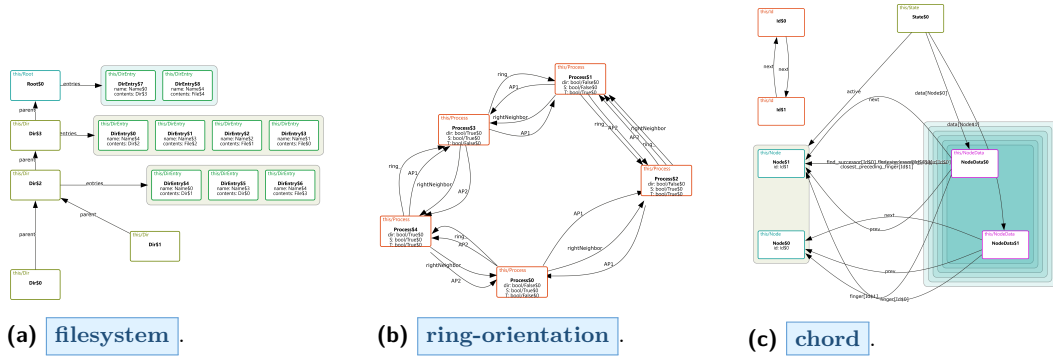 this/Root
Root$0
entries
this/DirEntry
DirEntry$7
name: Name$0
contents: Dir$3
this/DirEntry
DirEntry$8
name: Name$4
contents: File$4
parent
this/Dir
Dir$3
entries
this/DirEntry
DirEntry$0
name: Name$4
contents: Dir$2
this/DirEntry
DirEntry$1
name: Name$5
contents: File$2
this/DirEntry
DirEntry$2
name: Name$2
contents: File$1
this/DirEntry
DirEntry$3
name: Name$1
contents: File$0
parent
this/Dir
Dir$2
entries
this/DirEntry
DirEntry$4
name: Name$0
contents: Dir$1
this/DirEntry
DirEntry$5
name: Name$3
contents: Dir$0
this/DirEntry
DirEntry$6
name: Name$4
contents: File$3
parent
parent
this/Dir
Dir$1
this/Dir
Dir$0
(a) filesystem.
ring
this/Process
Process$1
dir: bool/False$0
S: bool/False$0
T: bool/False$0
AP1
rightNeighbor
this/Process
Process$3
dir: bool/True$0
S: bool/True$0
T: bool/True$0
ring
AP1
AP2
ring
AP2
this/Process
Process$2
dir: bool/False$0
S: bool/True$0
T: bool/False$0
AP1
rightNeighbor
AP2
this/Process
Process$4
dir: bool/True$0
S: bool/False$0
T: bool/True$0
ring
AP2
rightNeighbor
AP2
AP1
rightNeighbor
AP1
this/Process
Process$0
dir: bool/False$0
S: bool/True$0
T: bool/False$0
(b) ring-orientation.
this/Id
Id$0
next
next
this/Id
Id$1
this/State
State$0
active
next
data[Node$0]
data[Node$1]
this/Node
Node$1
id: Id$1
closest_preceding_finger[Id$1]
this/NodeData
NodeData$0
next
prev
this/Node
Node$0
id: Id$0
this/NodeData
NodeData$1
prev
finger[Id$1]
finger[Id$0]
(c) chord.